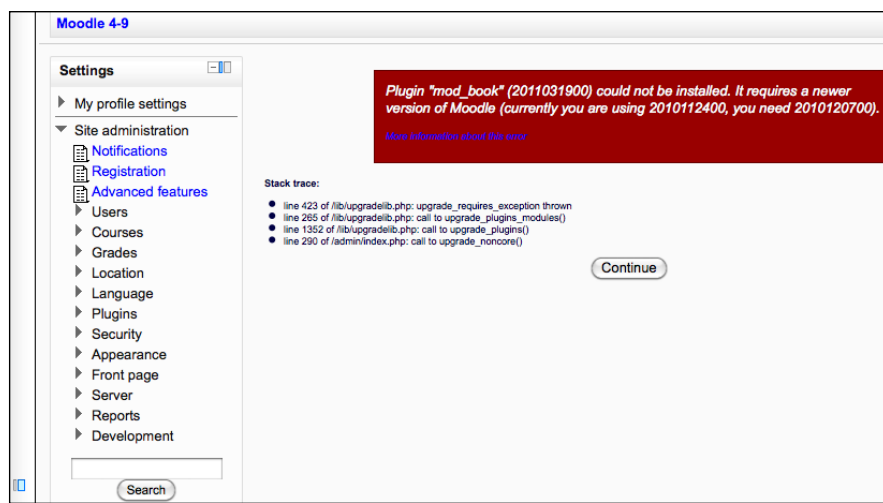 Moodle 4-9
Settings
My profile settings
Site administration
Notifications
Registration
Advanced features
Users
Courses
Grades
Location
Language
Plugins
Security
Appearance
Front page
Server
Reports
Development
Search
Plugin "mod_book" (2011031900) could not be installed. It requires a newer
version of Moodle (currently you are using 2010112400, you need 2010120700).
More information about this error
Stack trace:
line 423 of /lib/upgradelib.php: upgrade_requires_exception thrown
line 265 of /lib/upgradelib.php: call to upgrade_plugins_modules()
line 1352 of /lib/upgradelib.php: call to upgrade_plugins()
line 290 of /admin/index.php: call to upgrade_noncore()
Continue